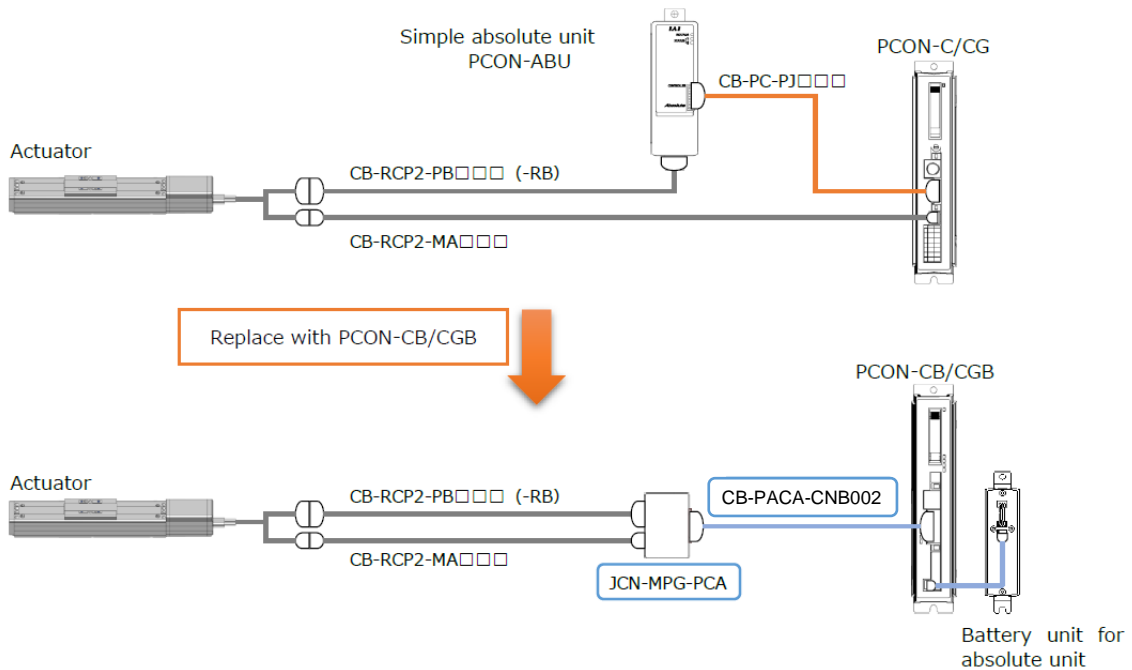 Simple absolute unit
PCON-ABU
PCON-C/CG
IAI
CB-PC-PJ□□□
Actuator
CB-RCP2-PB□□□ (-RB)
CB-RCP2-MA□□□
Replace with PCON-CB/CGB
PCON-CB/CGB
Actuator
CB-RCP2-PB□□□ (-RB)
CB-PACA-CNB002
CB-RCP2-MA□□□
JCN-MPG-PCA
Battery unit for
absolute unit